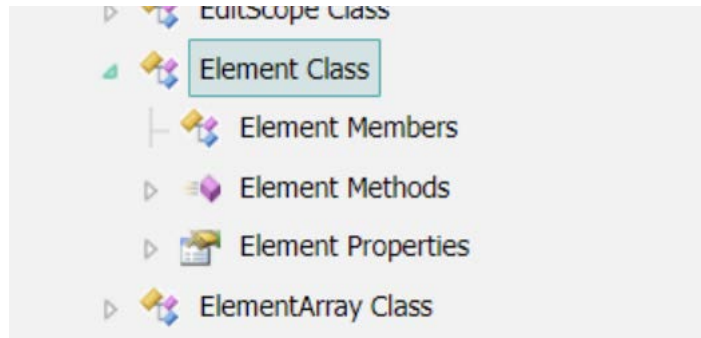 EditScope Class
Element Class
Element Members
Element Methods
Element Properties
ElementArray Class